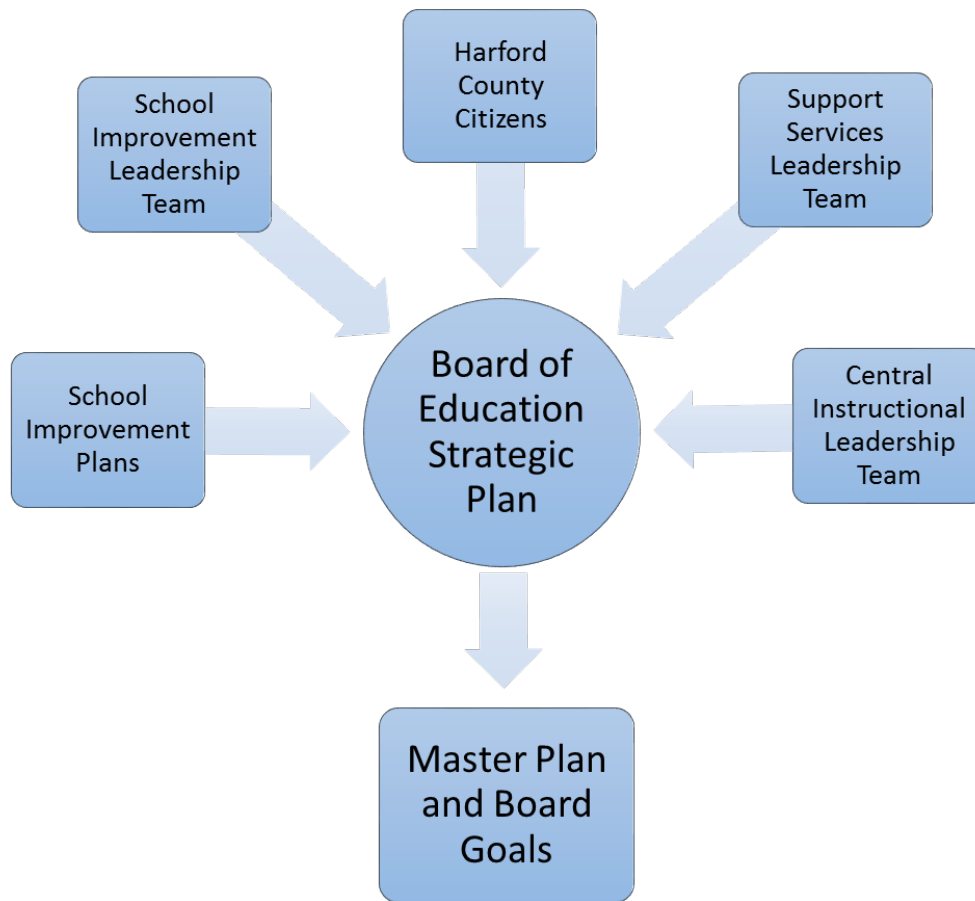 Harford
County
Citizens
School
Improvement
Leadership
Team
Support
Services
Leadership
Team
School
Improvement
Plans
Board of
Education
Strategic
Plan
Central
Instructional
Leadership
Team
Master Plan
and Board
Goals